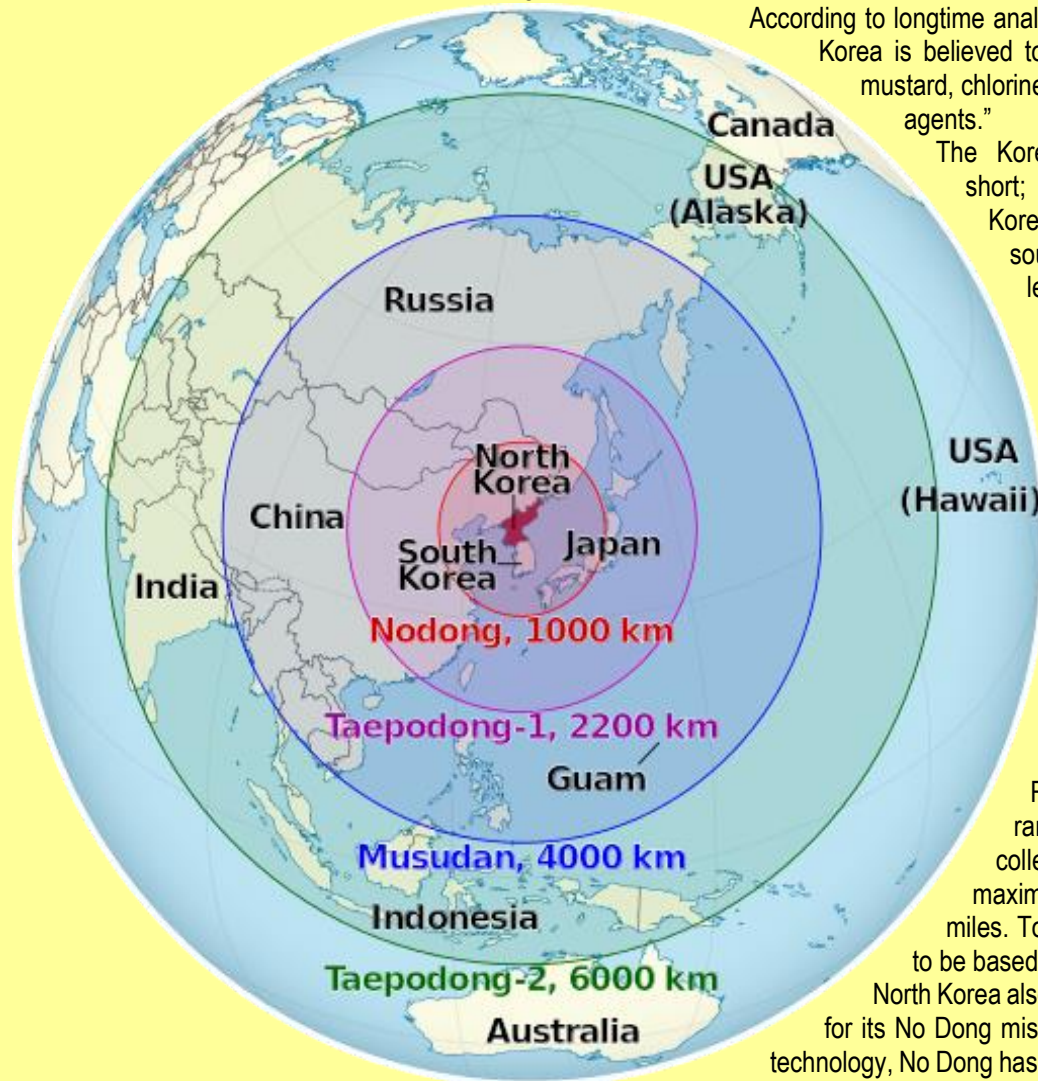 According to longtime anal
Korea is believed to
mustard, chlorine
agents.”
The Kore
short;
Kore
sou
le
Canada
USA
(Alaska)
Russia
North
Korea
USA
(Hawaii)
China
South
Korea
Japan
India
Nodong, 1000 km
Taepodong-1, 2200 km
Guam
Musudan, 4000 km
Indonesia
Taepodong-2, 6000 km
Australia
ran
colle
maxim
miles. To
to be based
North Korea als
for its No Dong mis
technology, No Dong has